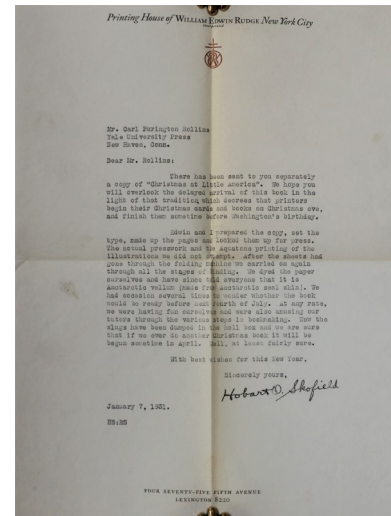 Printing House of WILLIAM EDWIN RUDGE New York City
Mr. Carl Purington Rollins
Yale University Press
New Haven, Conn.
Dear Mr. Rollins:
There has been sent to you separately
a copy of "Christmas at Little America". We hope you
will overlook the delayed arrival of this book in the
light of that tradition which decrees that printers
begin their Christmas cards and books on Christmas eve,
and finish them sometime before Washington's birthday.
Edwin and I prepared the copy, set the
type, made up the pages and locked them up for press.
The actual presswork and the Aquatone printing of the
illustrations we did not attempt. After the sheets had
gone through the folding machine we carried on again
through all the stages of binding. We dyed the paper
ourselves and have since told everyone that it is
Anctarctic vellum (made from Anctarctic seal skin). We
had occasion several times to wonder whether the book
would be ready before next Fourth of July. At any rate,
we were having fun ourselves and were also amusing our
tutors through the various steps in bookmaking. Now the
slugs have been dumped in the hell box and we are sure
that if we ever do another Christmas book it will be
begun sometime in April. Well, at least fairly sure.
With best wishes for this New Year,
Sincerely yours,
Hobart O. Skofield
January 7, 1931.
HS:HS
FOUR SEVENTY-FIVE FIFTH AVENUE
LEXINGTON 8220